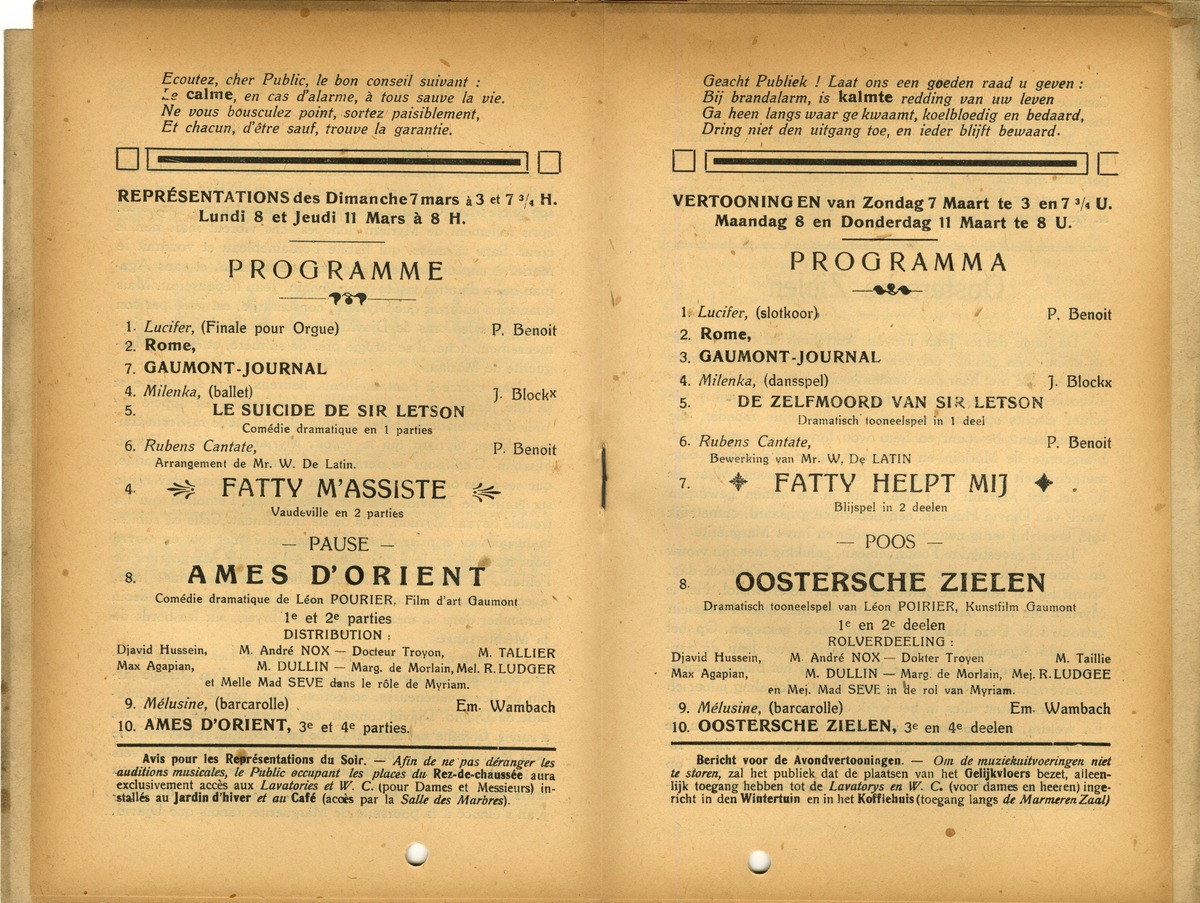 Ecoutez, cher Public, le bon conseil suivant :
Le calme, en cas d'alarme, à tous sauve la vie.
Ne vous bousculez point, sortez paisiblement,
Et chacun, d'être sauf, trouve la garantie.
REPRÉSENTATIONS des Dimanche 7 mars à 3 et 7 3/4 H.
Lundi 8 et Jeudi 11 Mars à 8 H.
PROGRAMME
1. Lucifer, (Finale pour Orgue) P. Benoit
2. Rome,
7. GAUMONT-JOURNAL
4. Milenka, (ballet) J. Blockx
5. LE SUICIDE DE SIR LETSON
Comédie dramatique en 1 parties
6. Rubens Cantate, P. Benoit
Arrangement de Mr. W. De Latin.
4. FATTY M'ASSISTE
Vaudeville en 2 parties
— PAUSE —
8. AMES D'ORIENT
Comédie dramatique de Léon POURIER, Film d'art Gaumont
1e et 2e parties
DISTRIBUTION :
Djavid Hussein, M. André NOX — Docteur Troyon, M. TALLIER
Max Agapian, M. DULLIN — Marg. de Morlain, Mel. R. LUDGER
et Melle Mad SEVE dans le rôle de Myriam.
9. Mélusine, (barcarolle) Em. Wambach
10. AMES D'ORIENT, 3e et 4e parties.
Avis pour les Représentations du Soir. — Afin de ne pas déranger les
auditions musicales, le Public occupant les places du Rez-de-chaussée aura
exclusivement accès aux Lavatories et W. C. (pour Dames et Messieurs) in-
stallés au Jardin d'hiver et au Café (accès par la Salle des Marbres).
Geacht Publiek ! Laat ons een goeden raad u geven :
Bij brandalarm, is kalmte redding van uw leven
Ga heen langs waar ge kwaamt, koelbloedig en bedaard,
Dring niet den uitgang toe, en ieder blijft bewaard.
VERTOONINGEN van Zondag 7 Maart te 3 en 7 3/4 U.
Maandag 8 en Donderdag 11 Maart te 8 U.
PROGRAMMA
1. Lucifer, (slotkoor) P. Benoit
2. Rome,
3. GAUMONT-JOURNAL
4. Milenka, (dansspel) J. Blockx
5. DE ZELFMOORD VAN SIR LETSON
Dramatisch tooneelspel in 1 deel
6. Rubens Cantate, P. Benoit
Bewerking van Mr. W. De LATIN
7. FATTY HELPT MIJ
Blijspel in 2 deelen
— POOS —
8. OOSTERSCHE ZIELEN
Dramatisch tooneelspel van Léon POIRIER, Kunstfilm Gaumont
1e en 2e deelen
ROLVERDEELING :
Djavid Hussein, M André NOX — Dokter Troyen M. Taillie
Max Agapian, M. DULLIN — Marg. de Morlain, Mej. R. LUDGEE
en Mej. Mad SEVE in de rol van Myriam.
9. Mélusine, (barcarolle) Em. Wambach
10. OOSTERSCHE ZIELEN, 3e en 4e deelen
Bericht voor de Avondvertooningen. — Om de muziekuitvoeringen niet
te storen, zal het publiek dat de plaatsen van het Gelijkvloers bezet, alleen-
lijk toegang hebben tot de Lavatorys en W. C. (voor dames en heeren) inge-
richt in den Wintertuin en in het Koffiehuis (toegang langs de Marmeren Zaal)